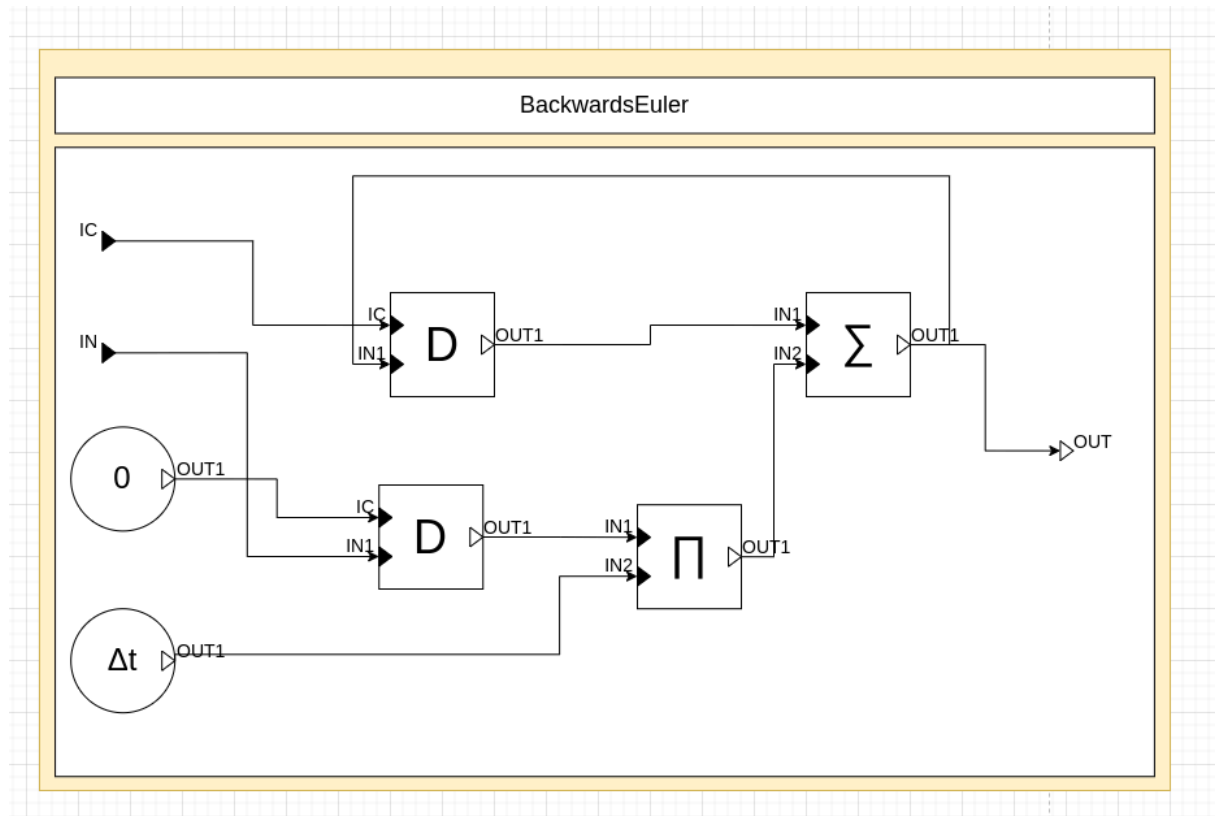 BackwardsEuler
IC
IN
IC
IN1
D
OUT1
IN1
IN2
∑
OUT1
OUT
0
OUT1
IC
IN1
D
OUT1
IN1
IN2
Π
OUT1
Δt
OUT1